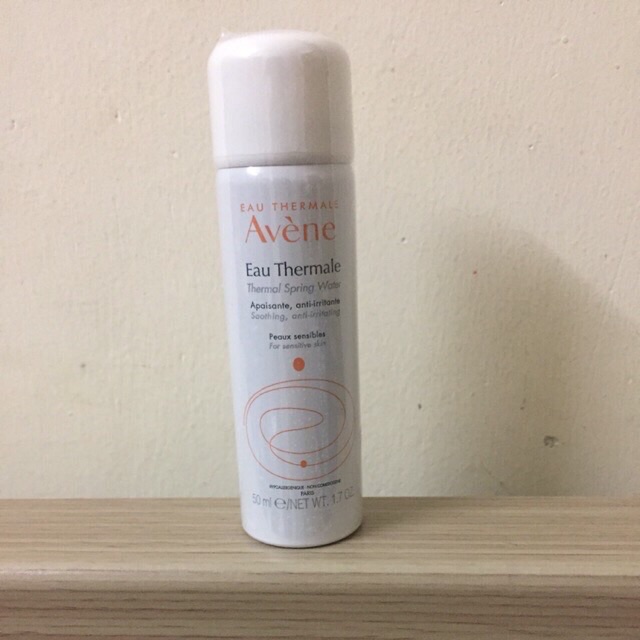 EAU THERMALE
Avène
Eau Thermale
Thermal Spring Water
Apaisante, anti-irritante
Soothing, anti-irritating
Peaux sensibles
For sensitive skin
PARIS
50 ml ℮/NET WT. 1.7 OZ.